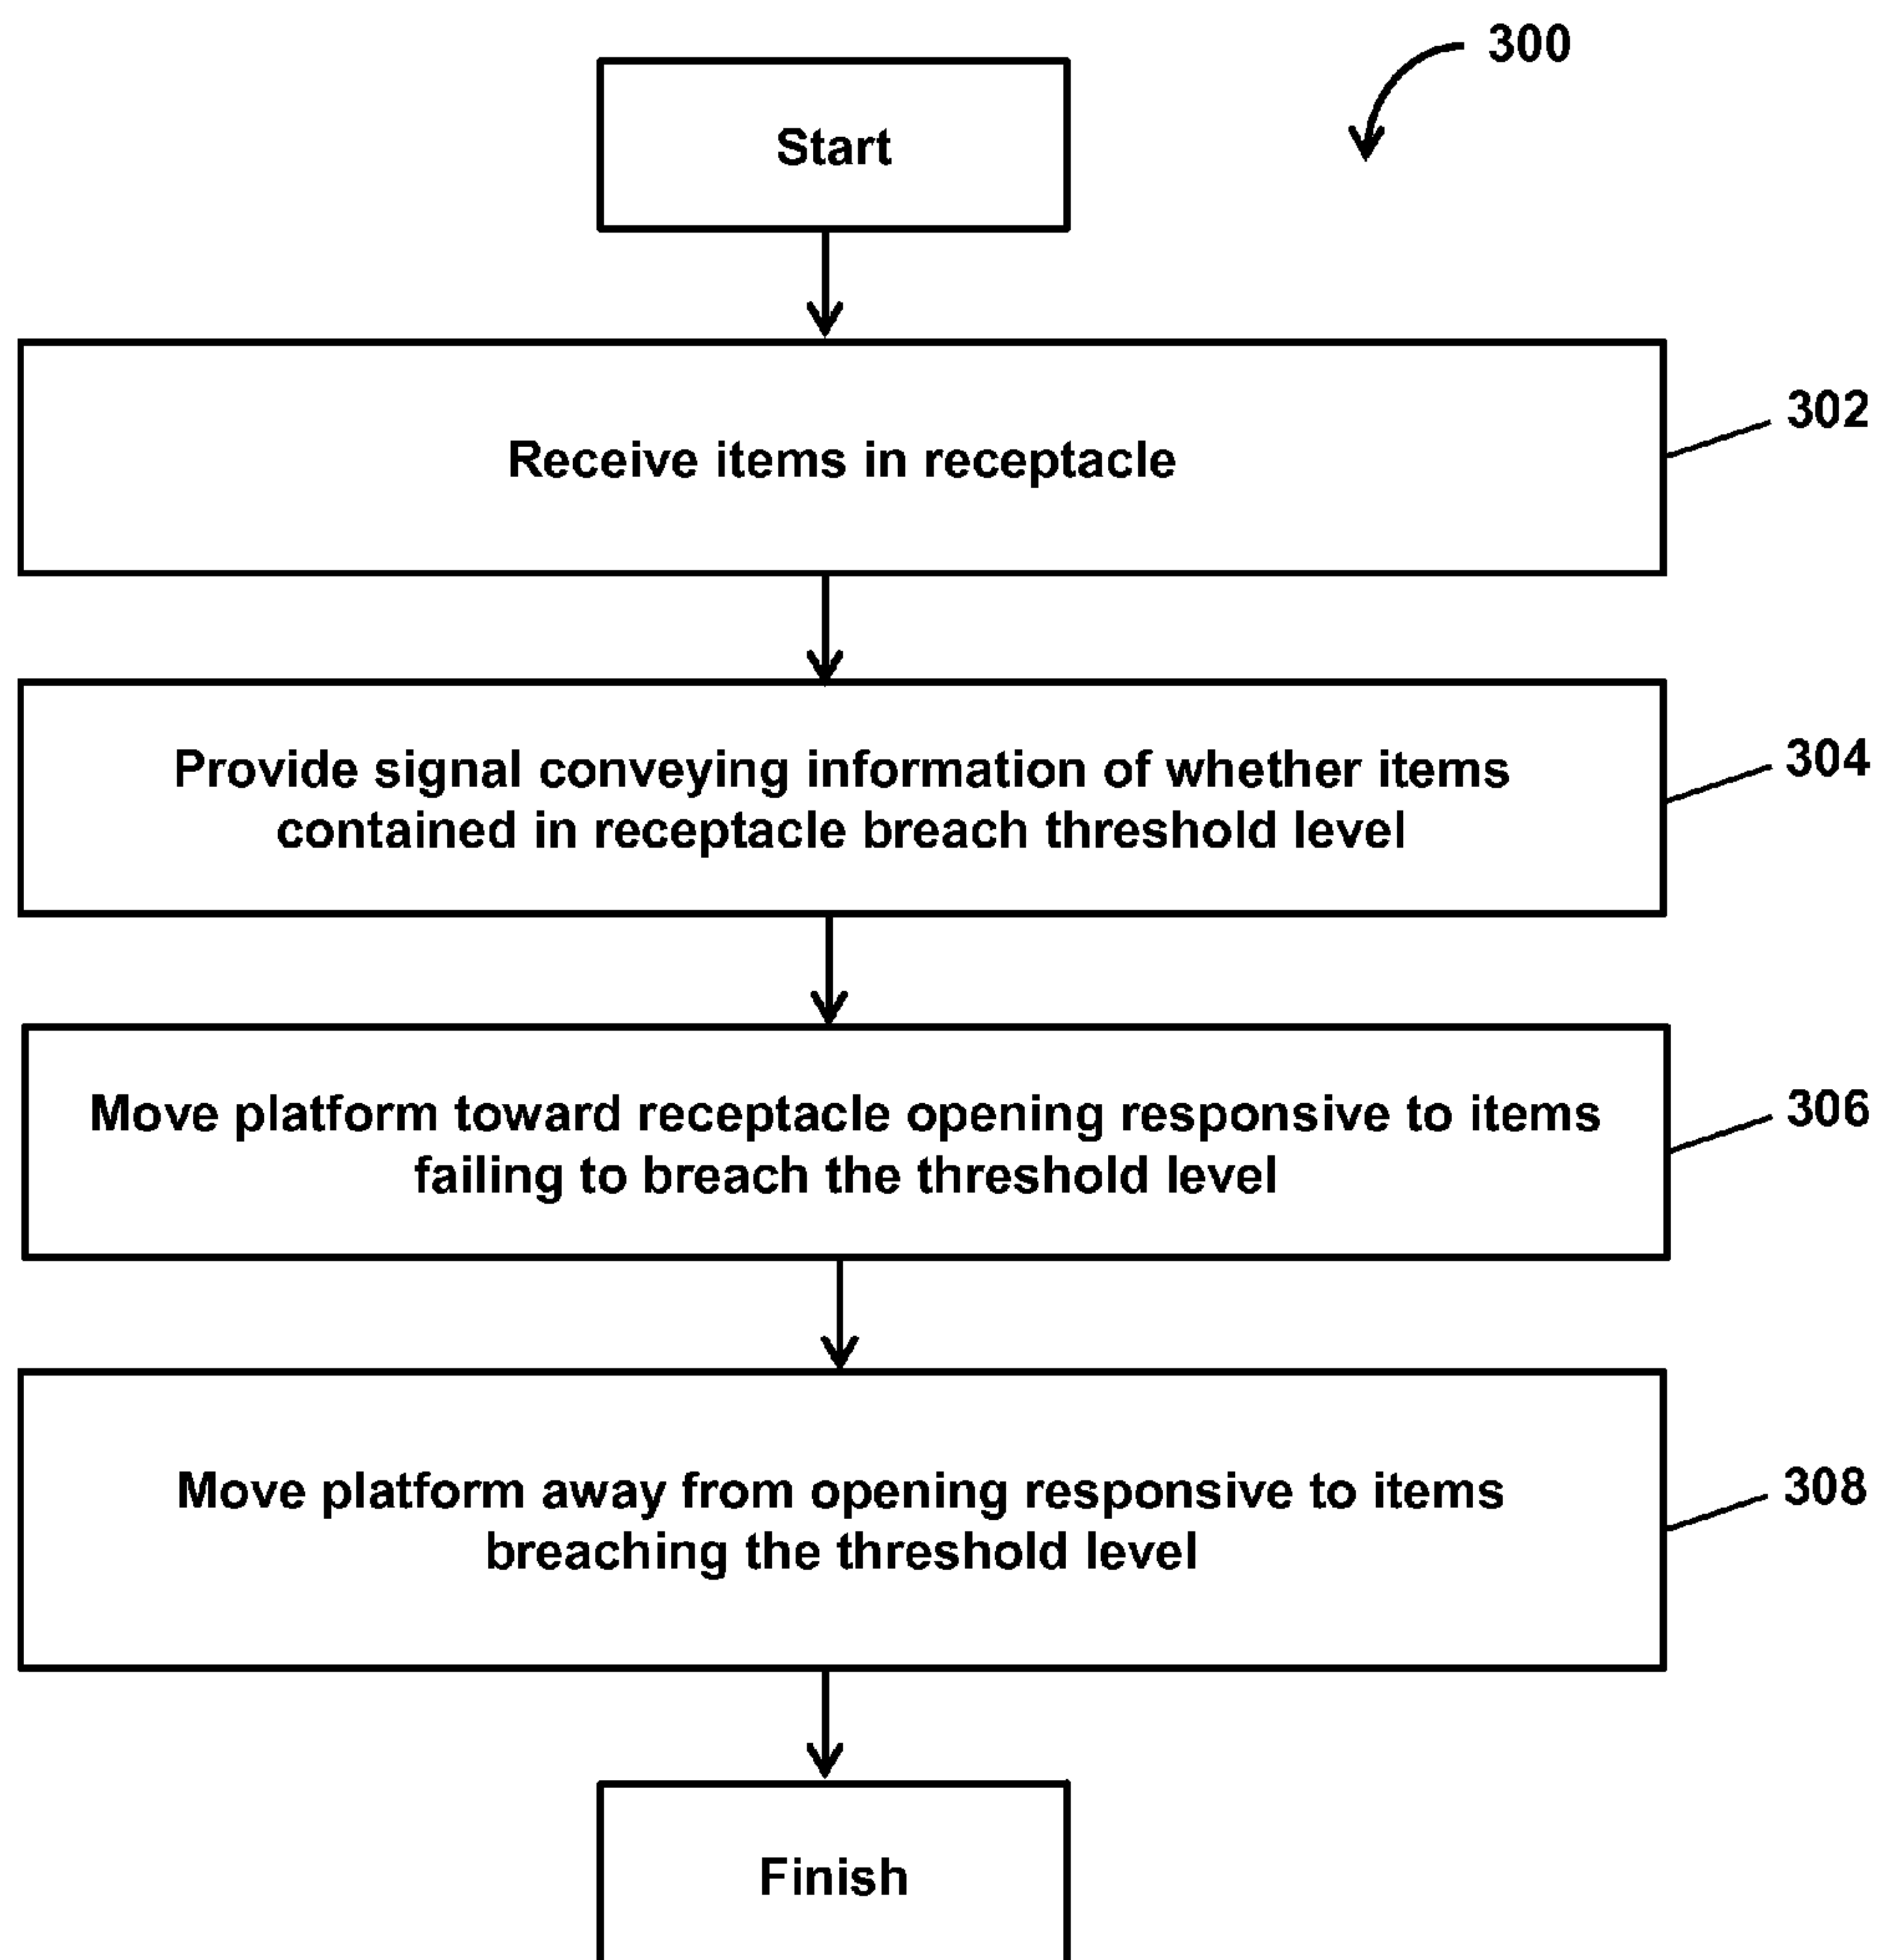 300
Start
Receive items in receptacle
302
Provide signal conveying information of whether items
contained in receptacle breach threshold level
304
Move platform toward receptacle opening responsive to items
failing to breach the threshold level
306
Move platform away from opening responsive to items
breaching the threshold level
308
Finish